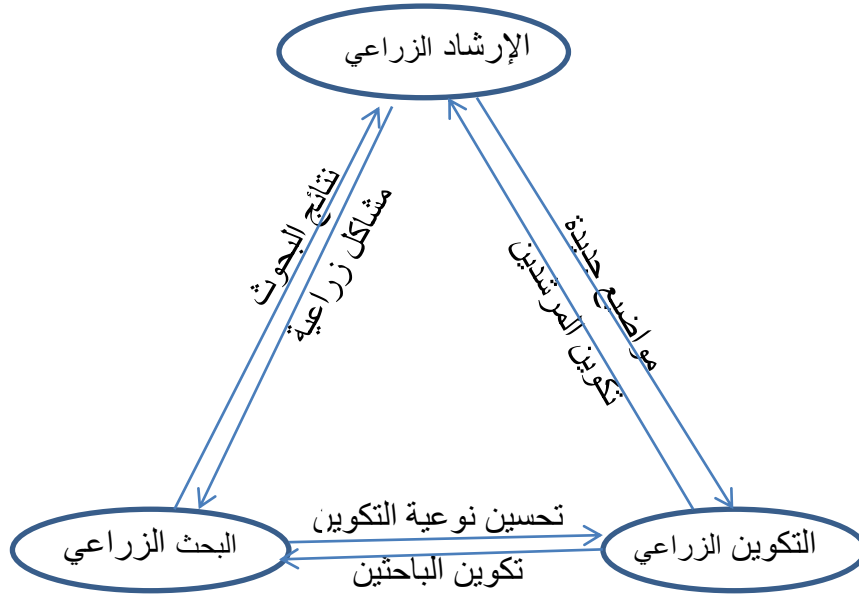 الإرشاد الزراعي
نتائج البحوث
مشاكل زراعية
مواضيع جديدة
تكوين المرشدين
تحسين نوعية التكوين
البحث الزراعي
التكوين الزراعي
تكوين الباحثين